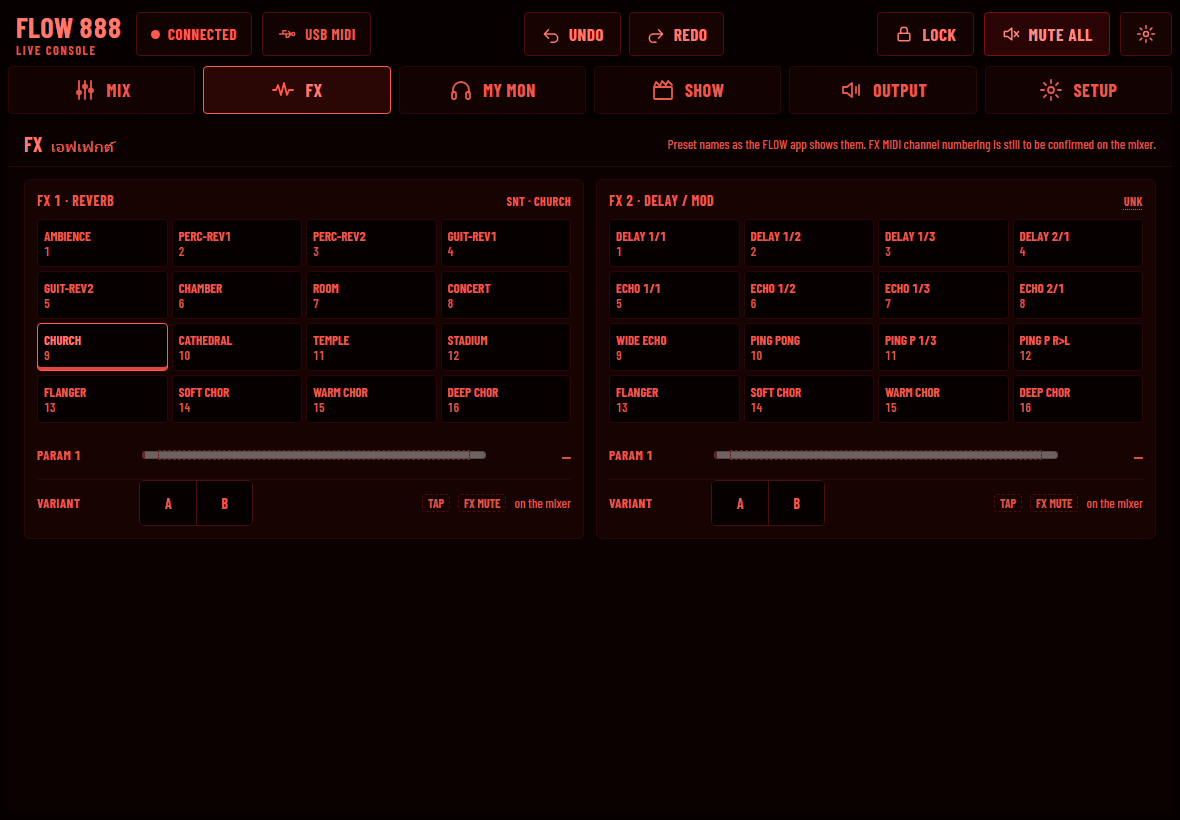 FLOW 888
LIVE CONSOLE
CONNECTED
USB MIDI
UNDO
REDO
LOCK
MUTE ALL
MIX
FX
MY MON
SHOW
OUTPUT
SETUP
FX เอฟเฟกต์
Preset names as the FLOW app shows them. FX MIDI channel numbering is still to be confirmed on the mixer.
FX 1 · REVERB
SNT · CHURCH
AMBIENCE
1
PERC-REV1
2
PERC-REV2
3
GUIT-REV1
4
GUIT-REV2
5
CHAMBER
6
ROOM
7
CONCERT
8
CHURCH
9
CATHEDRAL
10
TEMPLE
11
STADIUM
12
FLANGER
13
SOFT CHOR
14
WARM CHOR
15
DEEP CHOR
16
PARAM 1
–
VARIANT
A
B
TAP
FX MUTE
on the mixer
FX 2 · DELAY / MOD
UNK
DELAY 1/1
1
DELAY 1/2
2
DELAY 1/3
3
DELAY 2/1
4
ECHO 1/1
5
ECHO 1/2
6
ECHO 1/3
7
ECHO 2/1
8
WIDE ECHO
9
PING PONG
10
PING P 1/3
11
PING P R>L
12
FLANGER
13
SOFT CHOR
14
WARM CHOR
15
DEEP CHOR
16
PARAM 1
–
VARIANT
A
B
TAP
FX MUTE
on the mixer